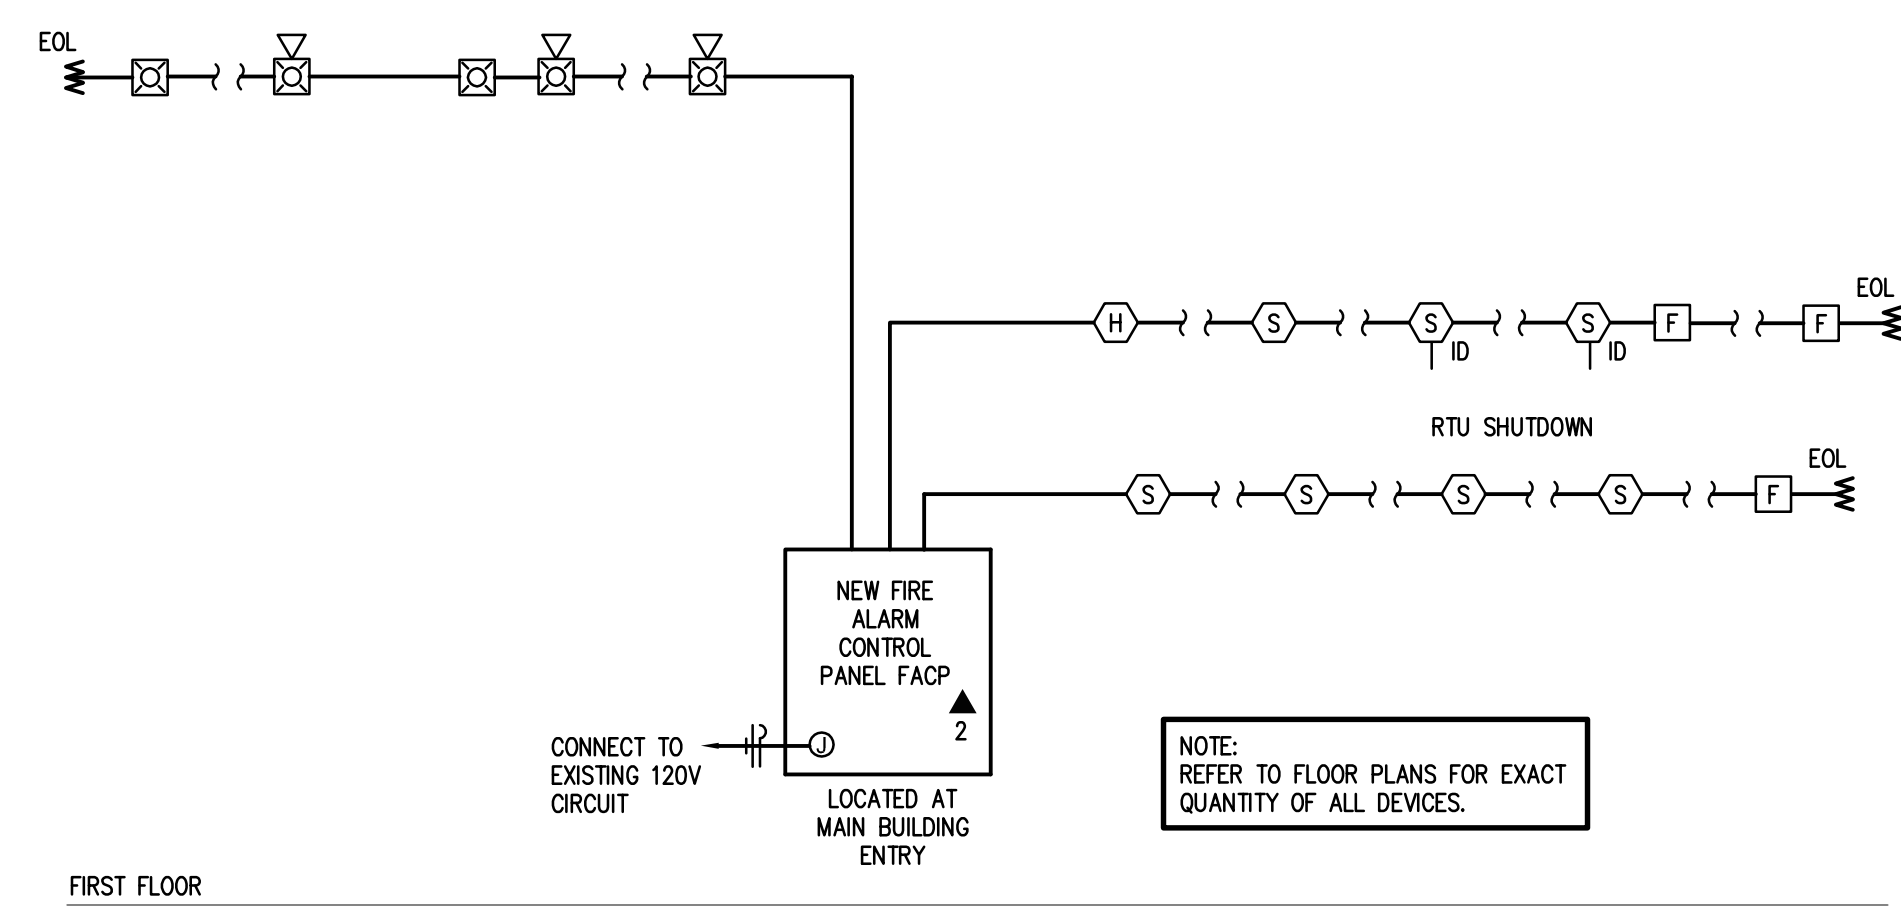 EOL
H S S S F F
EOL
ID ID
RTU SHUTDOWN
EOL
S S S S F
NEW FIRE
ALARM
CONTROL
PANEL FACP
2
J
CONNECT TO
EXISTING 120V
CIRCUIT
LOCATED AT
MAIN BUILDING
ENTRY
NOTE:
REFER TO FLOOR PLANS FOR EXACT
QUANTITY OF ALL DEVICES.
FIRST FLOOR